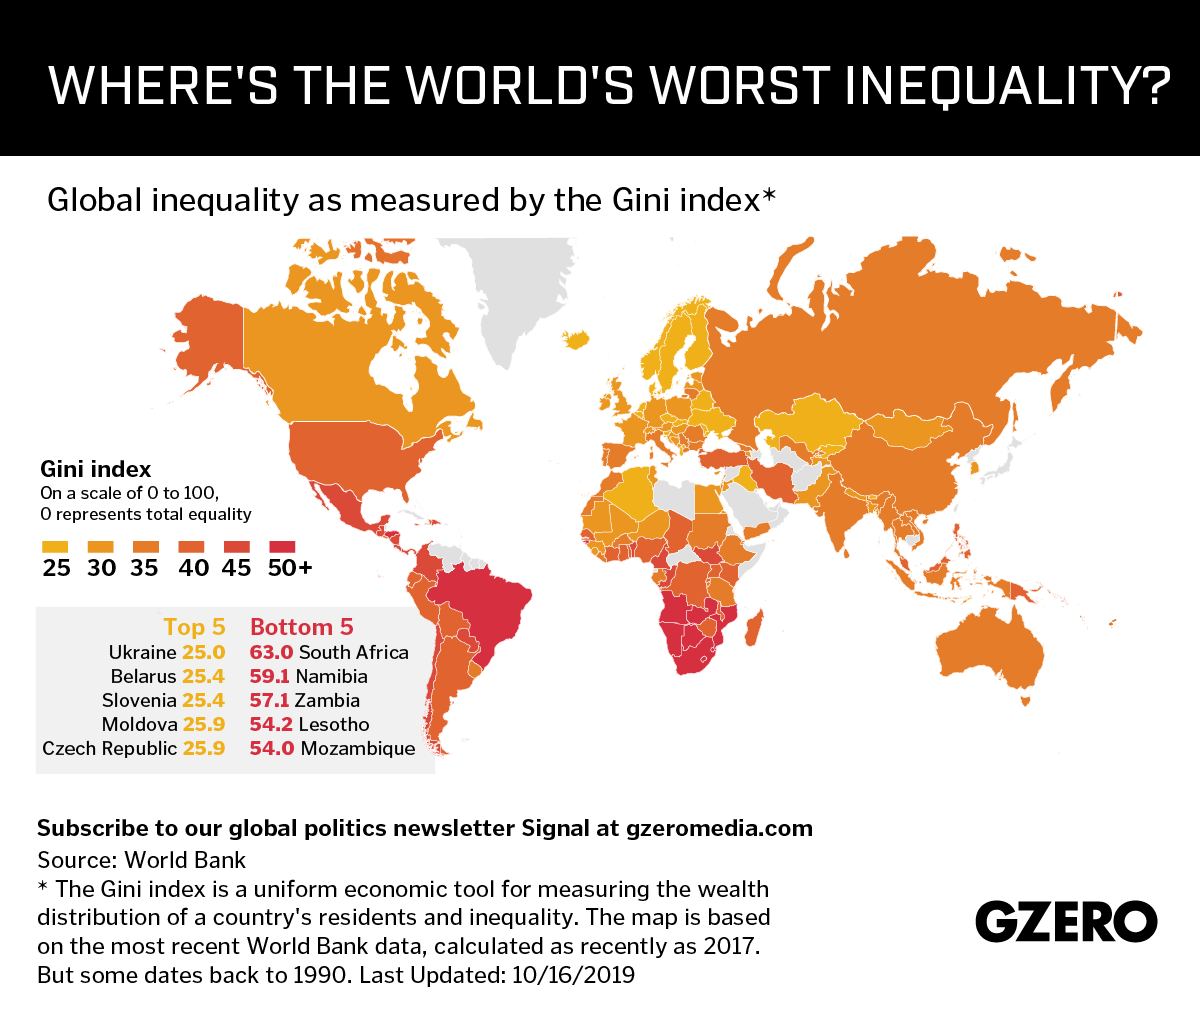 WHERE'S THE WORLD'S WORST INEQUALITY?
Global inequality as measured by the Gini index*
Gini index
On a scale of 0 to 100,
0 represents total equality
25 30 35 40 45 50+
Top 5 Bottom 5
Ukraine 25.0 63.0 South Africa
Belarus 25.4 59.1 Namibia
Slovenia 25.4 57.1 Zambia
Moldova 25.9 54.2 Lesotho
Czech Republic 25.9 54.0 Mozambique
Subscribe to our global politics newsletter Signal at gzeromedia.com
Source: World Bank
* The Gini index is a uniform economic tool for measuring the wealth
distribution of a country's residents and inequality. The map is based
on the most recent World Bank data, calculated as recently as 2017.
But some dates back to 1990. Last Updated: 10/16/2019
GZERO